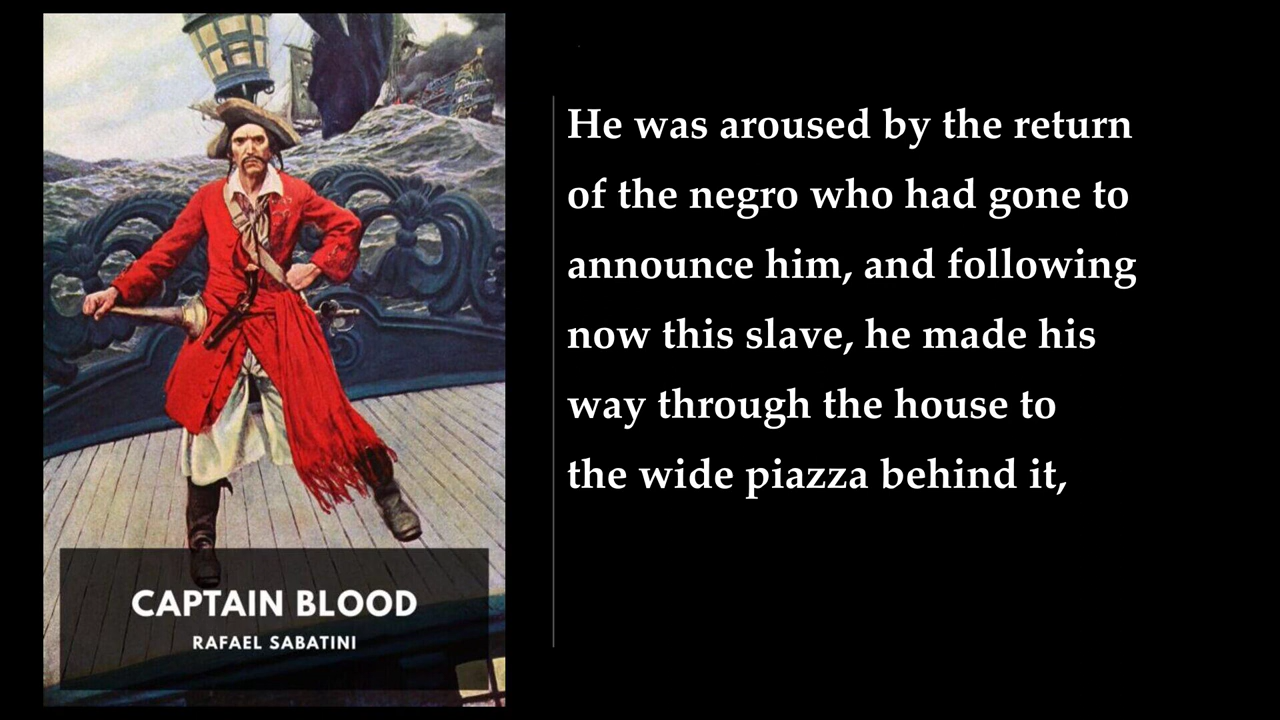 He was aroused by the return
of the negro who had gone to
announce him, and following
now this slave, he made his
way through the house to
the wide piazza behind it,
CAPTAIN BLOOD
RAFAEL SABATINI